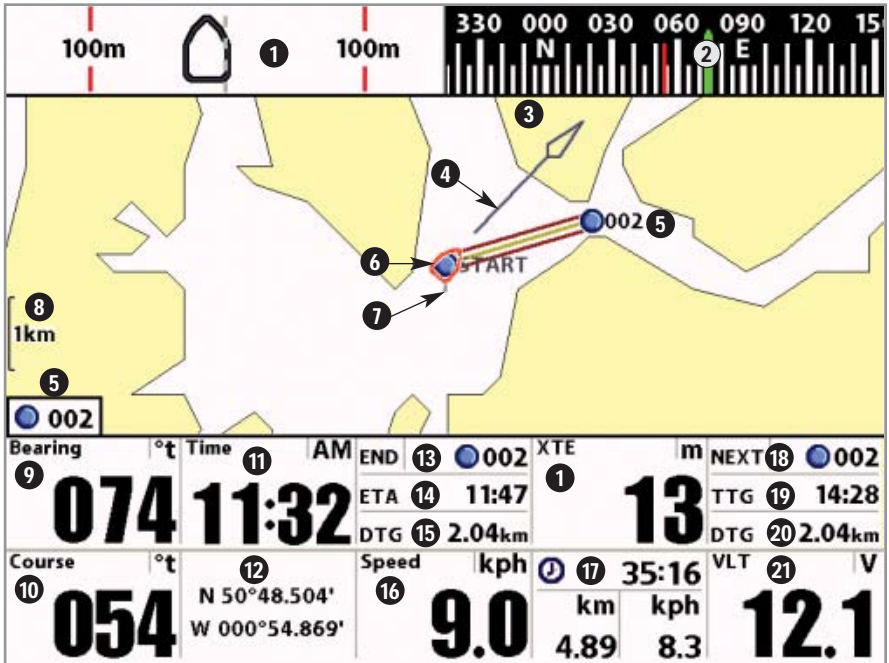 100m 1 100m
330 000 030 060 090 120 15
N 2 E
3
4
002 5
6 START
7
8
1km
5
002
Bearing °t
9
074
Time AM
11
11:32
END 13 002
ETA 14 11:47
DTG 15 2.04km
XTE m
1
13
NEXT 18 002
TTG 19 14:28
DTG 20 2.04km
Course °t
10
054
12
N 50°48.504'
W 000°54.869'
Speed kph
16
9.0
17 35:16
km kph
4.89 8.3
VLT V
21
12.1